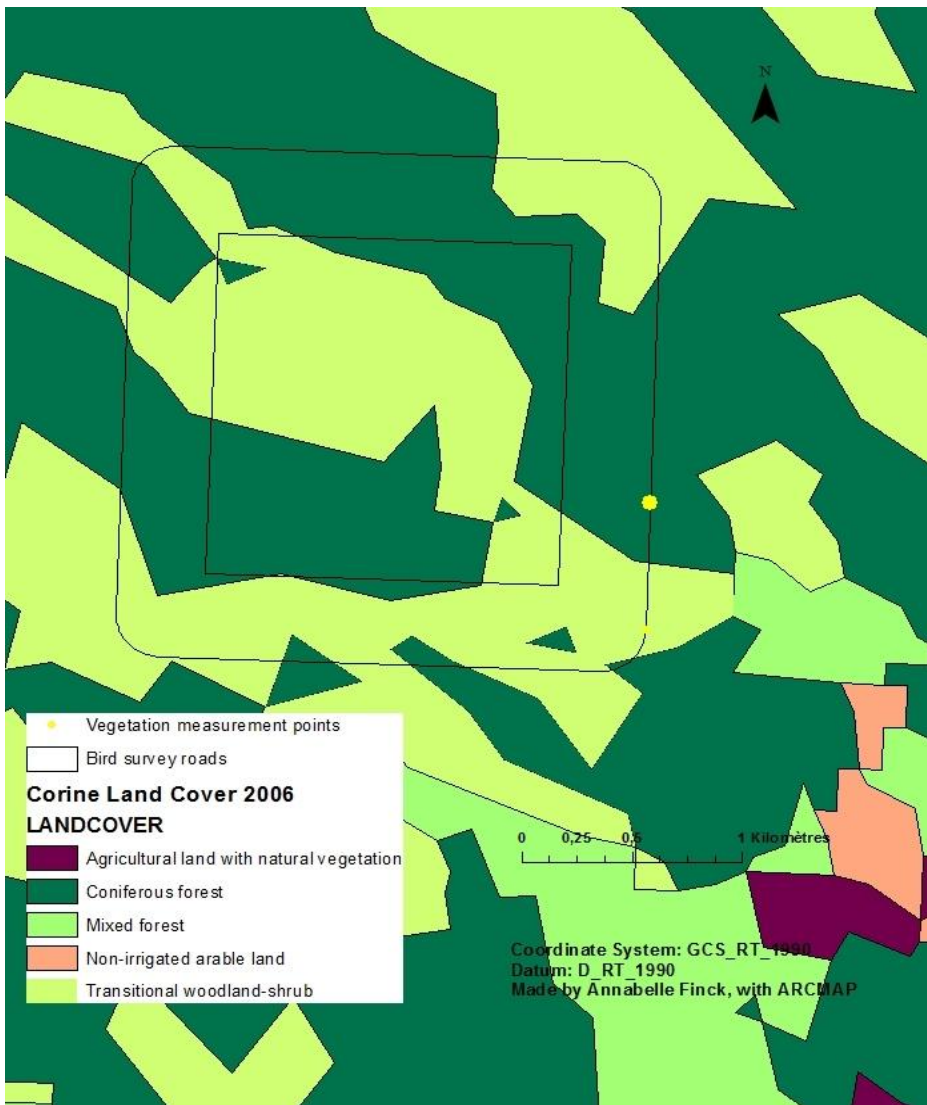 N
Vegetation measurement points
Bird survey roads
Corine Land Cover 2006
LANDCOVER
Agricultural land with natural vegetation
Coniferous forest
Mixed forest
Non-irrigated arable land
Transitional woodland-shrub
0 0,25 0,5 1 Kilomètres
Coordinate System: GCS_RT_1990
Datum: D_RT_1990
Made by Annabelle Finck, with ARCMAP